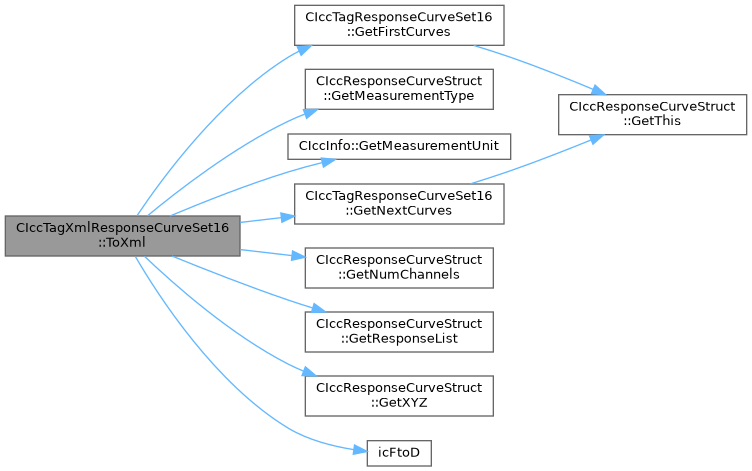 CIccTagXmlResponseCurveSet16
::ToXml
CIccTagResponseCurveSet16
::GetFirstCurves
CIccResponseCurveStruct
::GetMeasurementType
CIccInfo::GetMeasurementUnit
CIccTagResponseCurveSet16
::GetNextCurves
CIccResponseCurveStruct
::GetNumChannels
CIccResponseCurveStruct
::GetResponseList
CIccResponseCurveStruct
::GetXYZ
icFtoD
CIccResponseCurveStruct
::GetThis